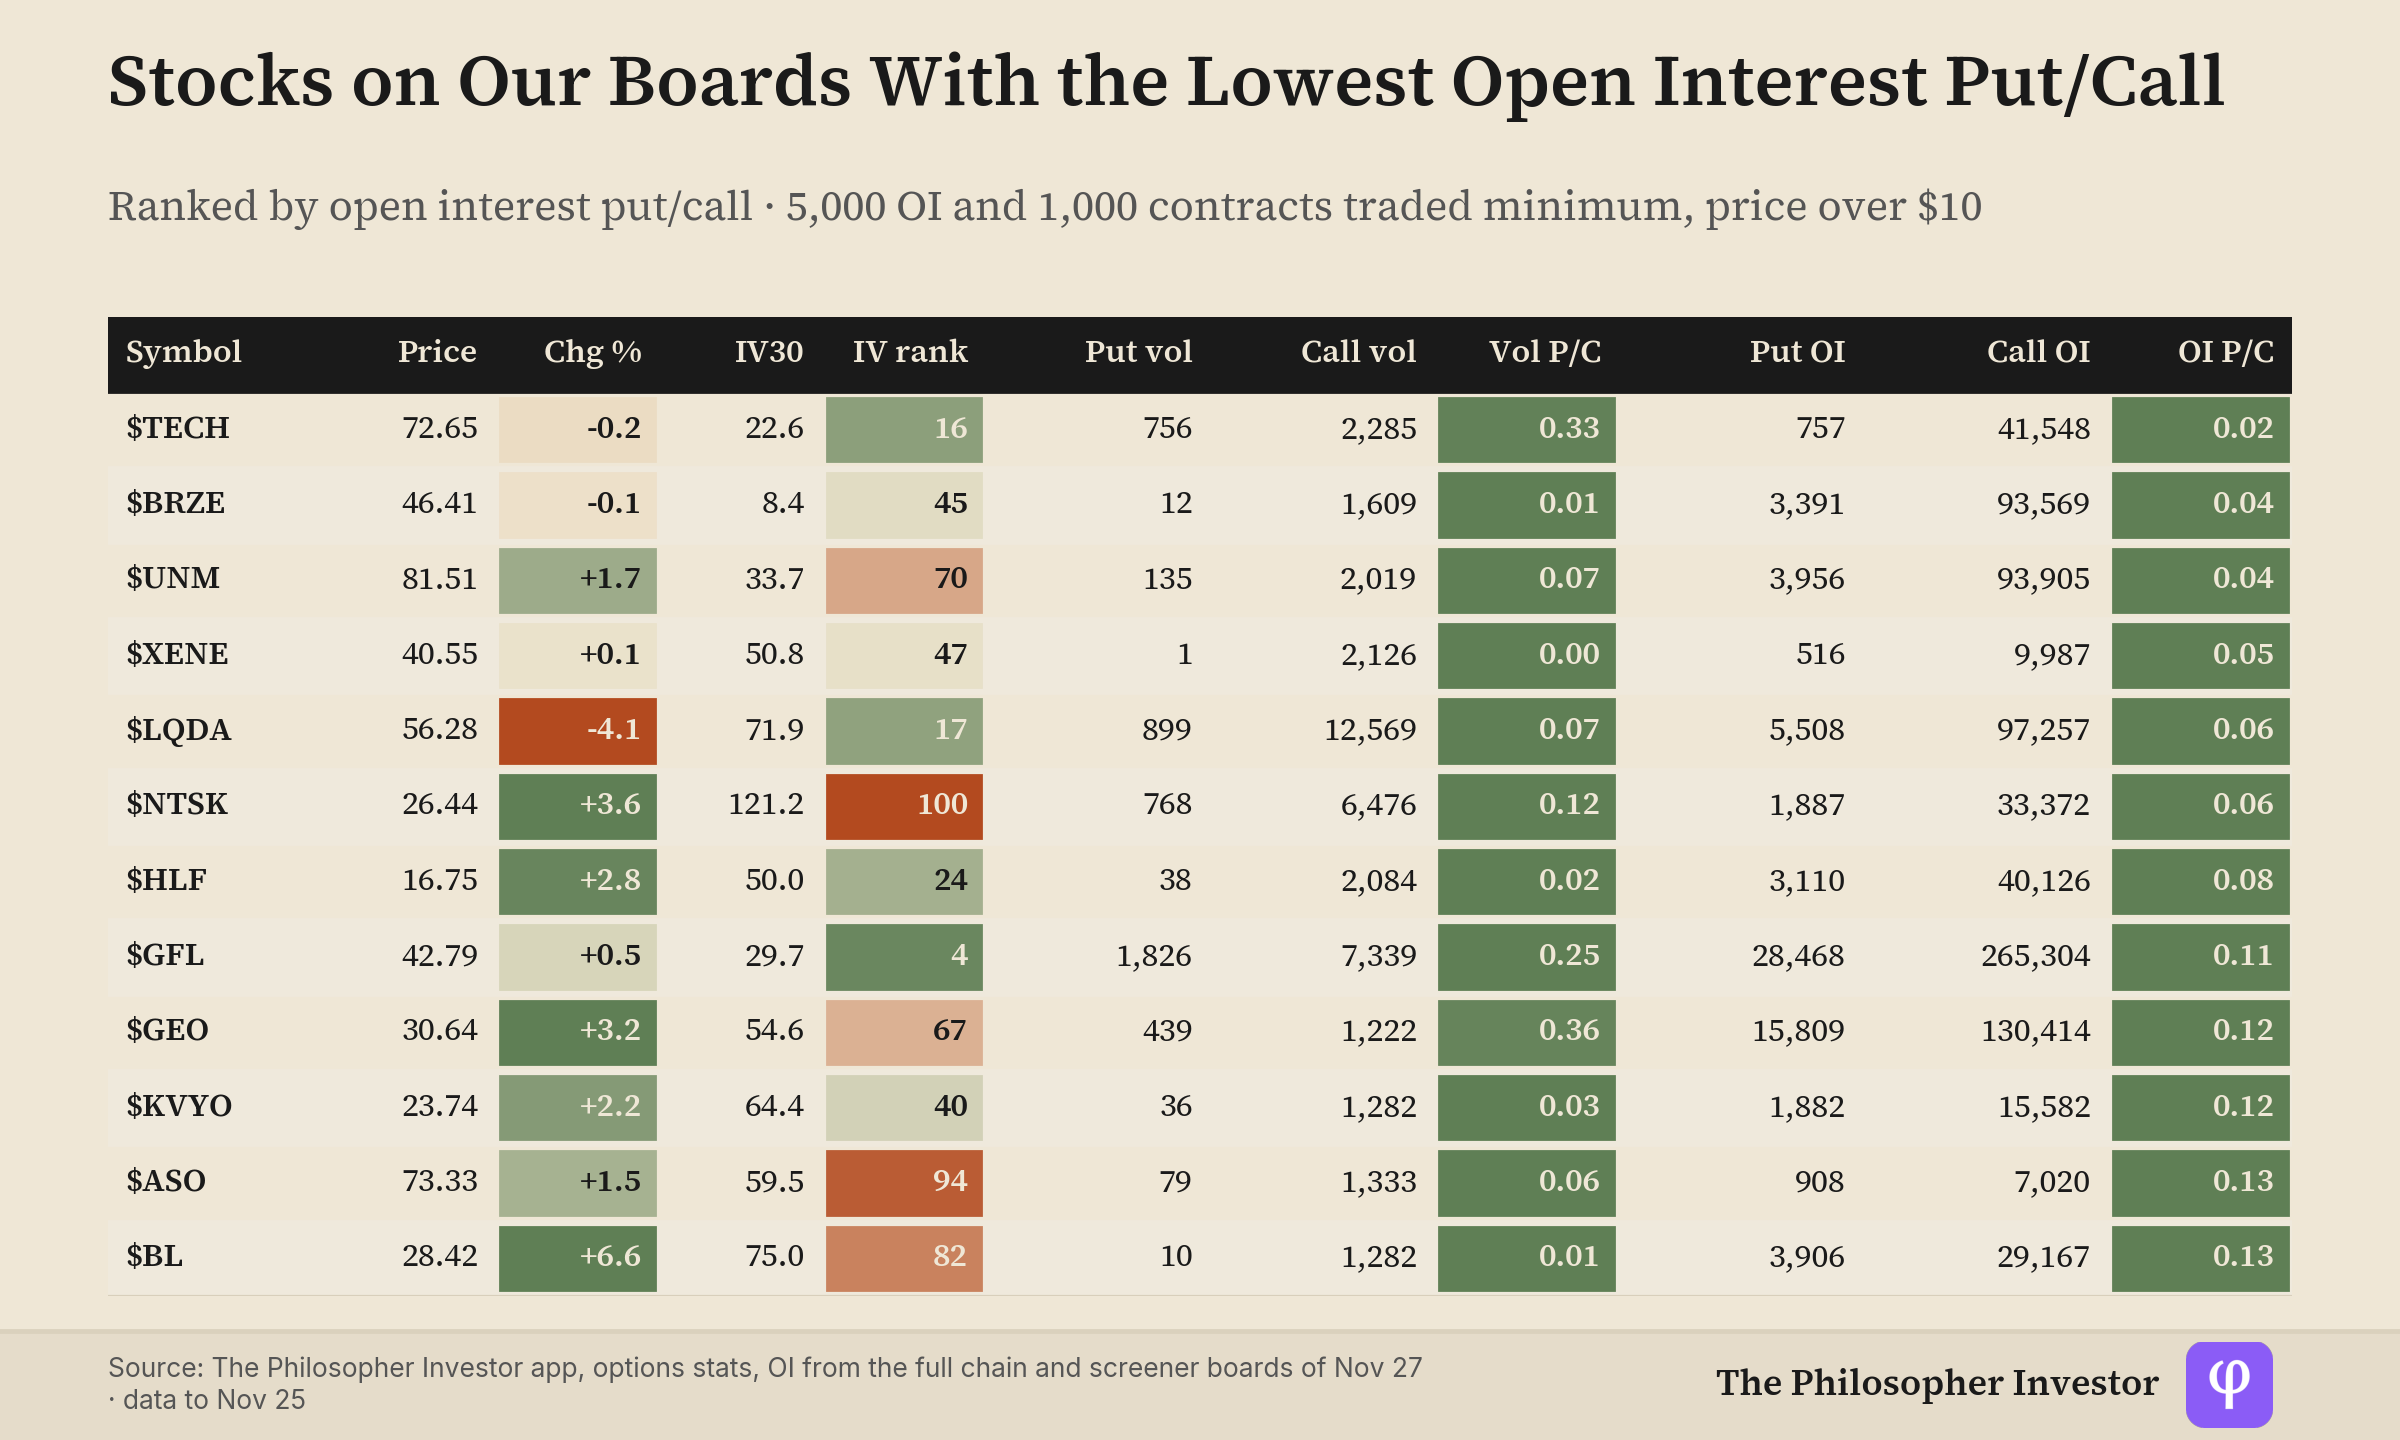 Stocks on Our Boards With the Lowest Open Interest Put/Call
Ranked by open interest put/call · 5,000 OI and 1,000 contracts traded minimum, price over $10
Symbol Price Chg % IV30 IV rank Put vol Call vol Vol P/C Put OI Call OI OI P/C
$TECH 72.65 -0.2 22.6 16 756 2,285 0.33 757 41,548 0.02
$BRZE 46.41 -0.1 8.4 45 12 1,609 0.01 3,391 93,569 0.04
$UNM 81.51 +1.7 33.7 70 135 2,019 0.07 3,956 93,905 0.04
$XENE 40.55 +0.1 50.8 47 1 2,126 0.00 516 9,987 0.05
$LQDA 56.28 -4.1 71.9 17 899 12,569 0.07 5,508 97,257 0.06
$NTSK 26.44 +3.6 121.2 100 768 6,476 0.12 1,887 33,372 0.06
$HLF 16.75 +2.8 50.0 24 38 2,084 0.02 3,110 40,126 0.08
$GFL 42.79 +0.5 29.7 4 1,826 7,339 0.25 28,468 265,304 0.11
$GEO 30.64 +3.2 54.6 67 439 1,222 0.36 15,809 130,414 0.12
$KVYO 23.74 +2.2 64.4 40 36 1,282 0.03 1,882 15,582 0.12
$ASO 73.33 +1.5 59.5 94 79 1,333 0.06 908 7,020 0.13
$BL 28.42 +6.6 75.0 82 10 1,282 0.01 3,906 29,167 0.13
Source: The Philosopher Investor app, options stats, OI from the full chain and screener boards of Nov 27
· data to Nov 25
The Philosopher Investor φ